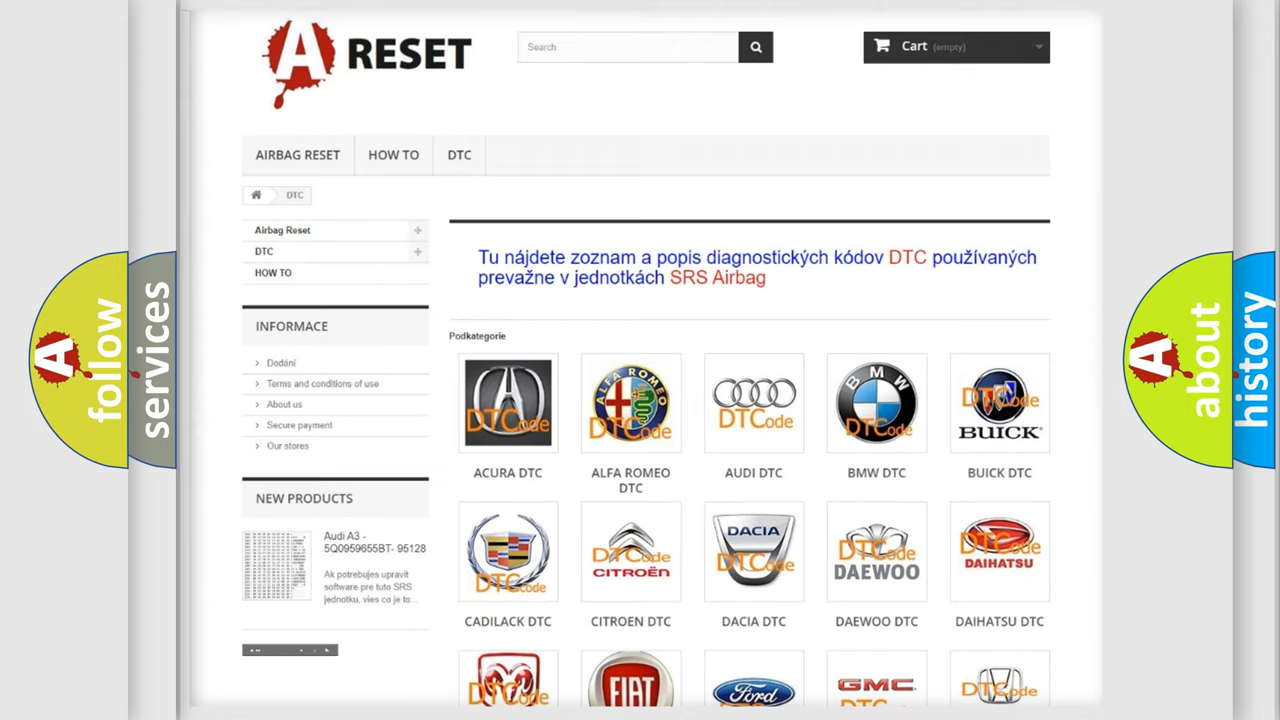 A RESET
Search
Cart (empty)
AIRBAG RESET
HOW TO
DTC
DTC
Airbag Reset
DTC
HOW TO
Tu nájdete zoznam a popis diagnostických kódov DTC používaných
prevažne v jednotkách SRS Airbag
INFORMACE
Dodání
Terms and conditions of use
About us
Secure payment
Our stores
NEW PRODUCTS
Audi A3 -
5Q0959655BT- 95128
Ak potrebujes upravit
software pre tuto SRS
jednotku, vies co je to...
Podkategorie
DTCode
ALFA ROMEO
DTCode
DTCode
BMW
DTCode
DTCode
BUICK
ACURA DTC
ALFA ROMEO
DTC
AUDI DTC
BMW DTC
BUICK DTC
DTCode
DTCode
CITROËN
DACIA
DTCode
DTCode
DAEWOO
DTCode
DAIHATSU
CADILACK DTC
CITROEN DTC
DACIA DTC
DAEWOO DTC
DAIHATSU DTC
DTCode
FIAT
Ford
GMC
DTCode
A follow
services
A about
history